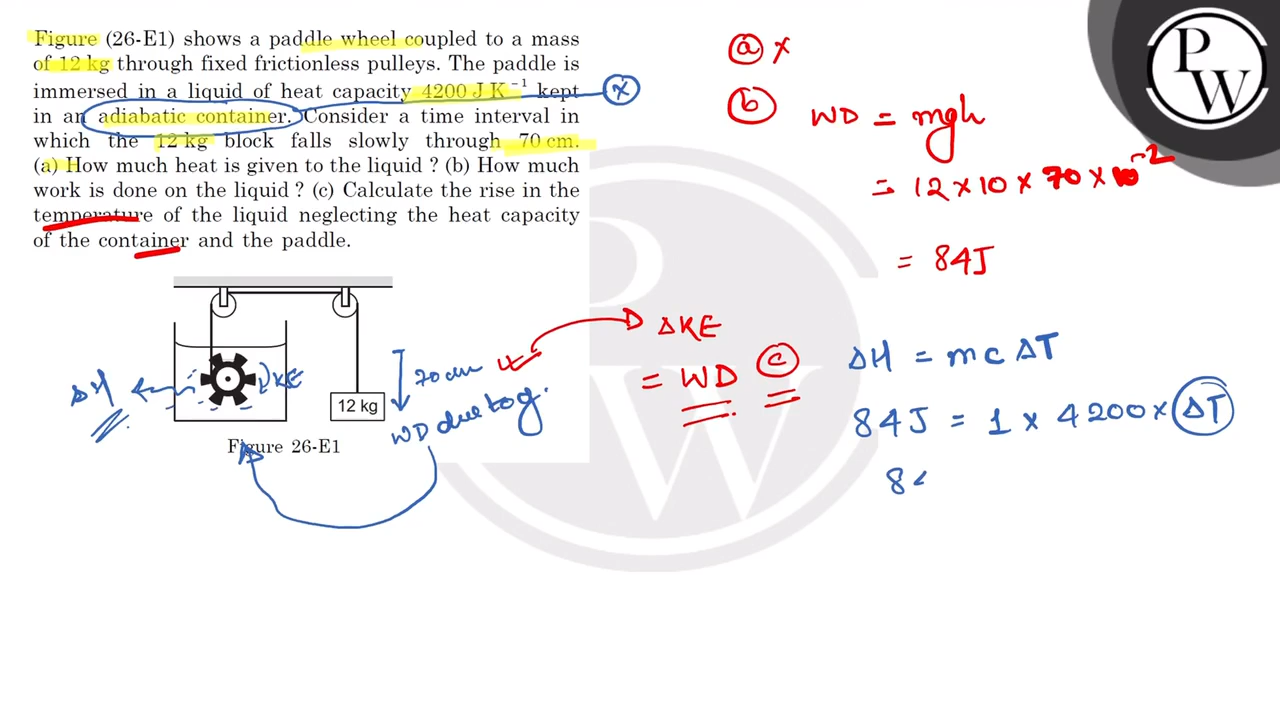 Figure (26-E1) shows a paddle wheel coupled to a mass
of 12 kg through fixed frictionless pulleys. The paddle is
immersed in a liquid of heat capacity 4200 J K⁻¹ kept
in an adiabatic container. Consider a time interval in
which the 12 kg block falls slowly through 70 cm.
(a) How much heat is given to the liquid ? (b) How much
work is done on the liquid ? (c) Calculate the rise in the
temperature of the liquid neglecting the heat capacity
of the container and the paddle.
x
12 kg
Figure 26-E1
ΔH
KE
70 cm
WD due to g.
ΔKE
= WD
(a) x
(b) WD = mgh
= 12 × 10 × 70 × 10⁻²
= 84J
(c) ΔH = mcΔT
84J = 1 × 4200 × ΔT
84
P
W